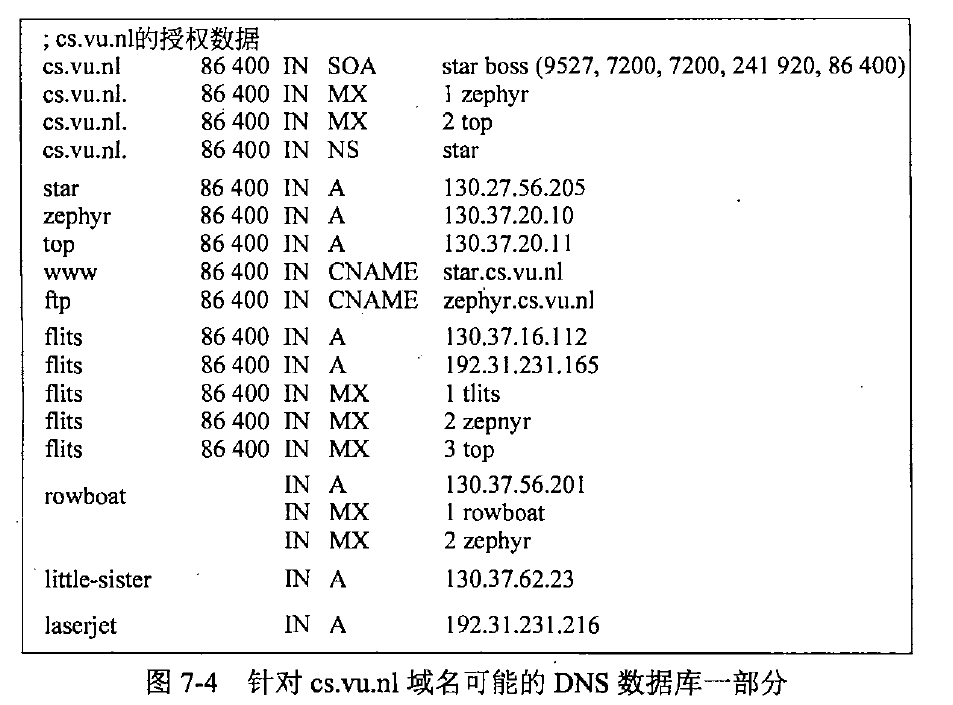 ; cs.vu.nl的授权数据
cs.vu.nl 86 400 IN SOA star boss (9527, 7200, 7200, 241 920, 86 400)
cs.vu.nl. 86 400 IN MX 1 zephyr
cs.vu.nl. 86 400 IN MX 2 top
cs.vu.nl. 86 400 IN NS star
star 86 400 IN A 130.27.56.205
zephyr 86 400 IN A 130.37.20.10
top 86 400 IN A 130.37.20.11
www 86 400 IN CNAME star.cs.vu.nl
ftp 86 400 IN CNAME zephyr.cs.vu.nl
flits 86 400 IN A 130.37.16.112
flits 86 400 IN A 192.31.231.165
flits 86 400 IN MX 1 tlits
flits 86 400 IN MX 2 zepnyr
flits 86 400 IN MX 3 top
rowboat IN A 130.37.56.201
IN MX 1 rowboat
IN MX 2 zephyr
little-sister IN A 130.37.62.23
laserjet IN A 192.31.231.216
图 7-4 针对 cs.vu.nl 域名可能的 DNS 数据库一部分